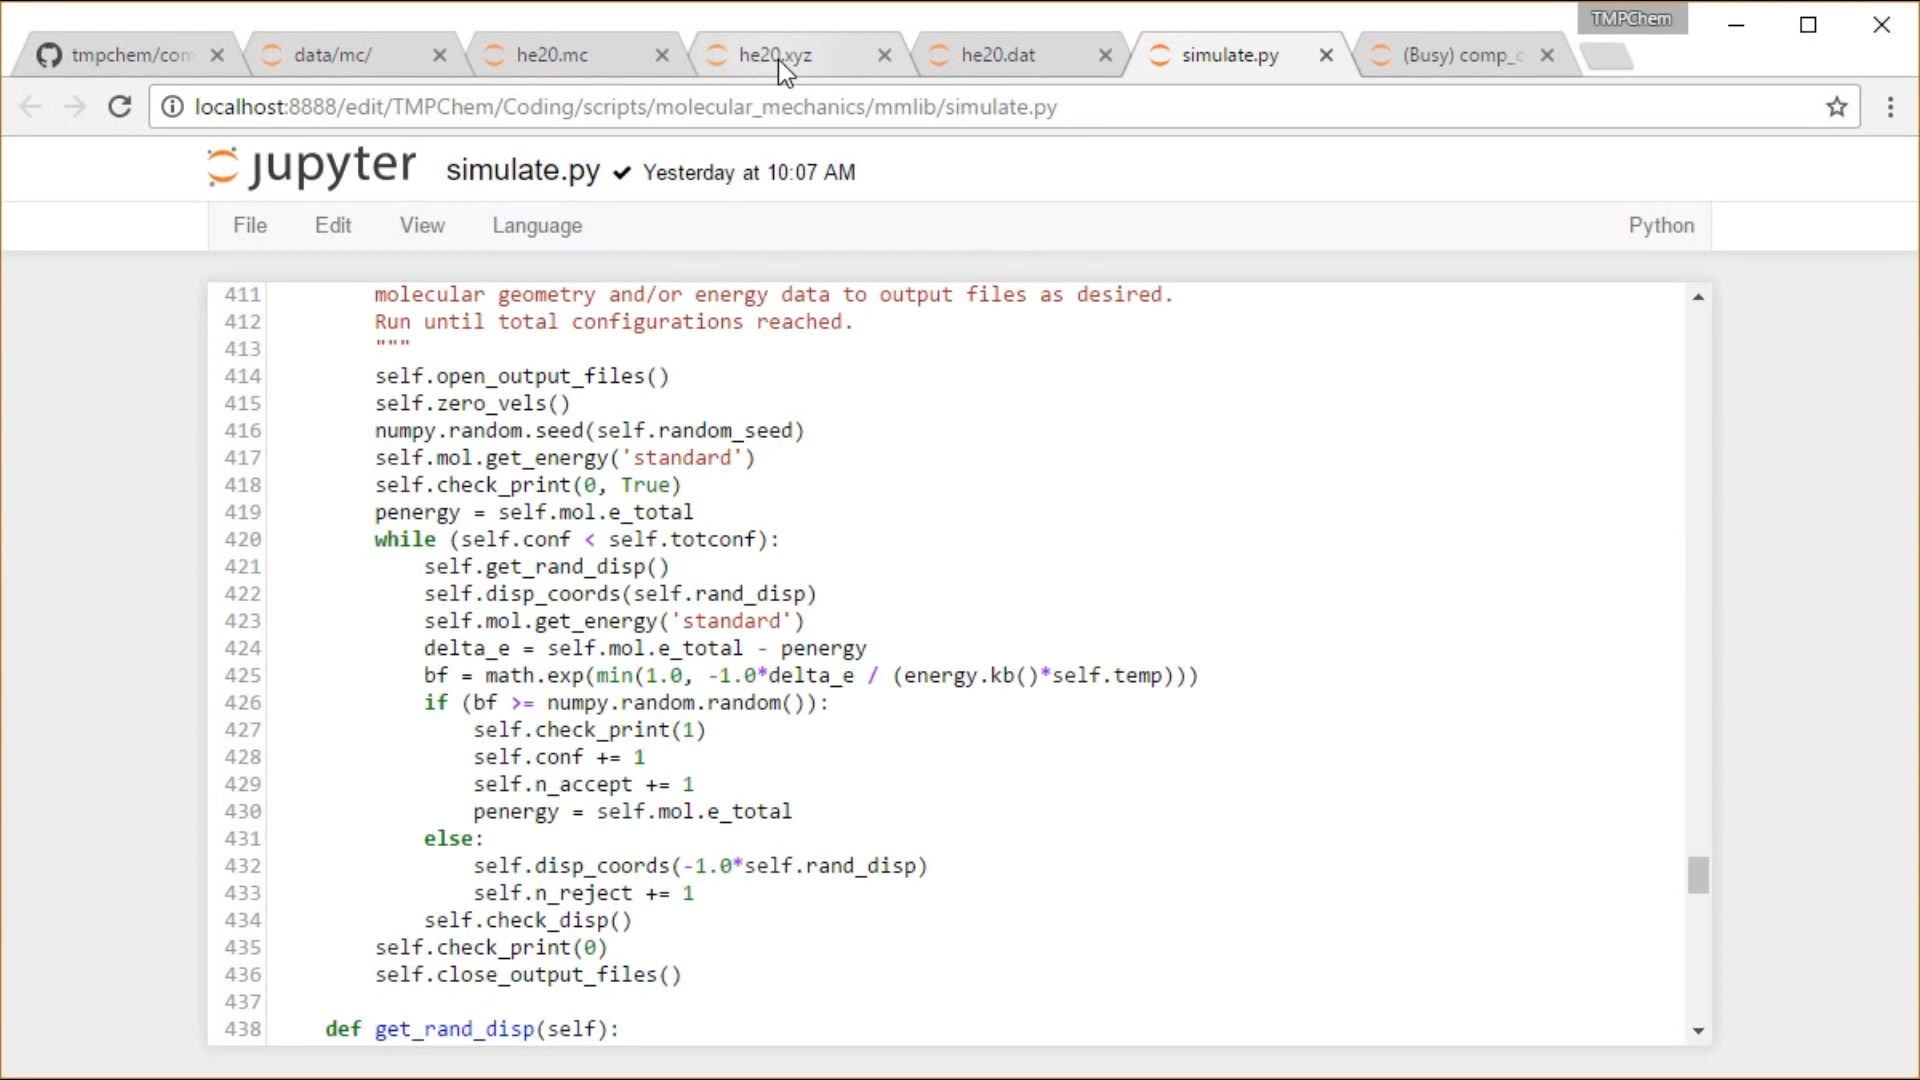 TMPChem
tmpchem/com
data/mc/
he20.mc
he20.xyz
he20.dat
simulate.py
(Busy) comp_c
localhost:8888/edit/TMPChem/Coding/scripts/molecular_mechanics/mmlib/simulate.py
jupyter simulate.py ✔ Yesterday at 10:07 AM
File Edit View Language Python
411 molecular geometry and/or energy data to output files as desired.
412 Run until total configurations reached.
413 """
414 self.open_output_files()
415 self.zero_vels()
416 numpy.random.seed(self.random_seed)
417 self.mol.get_energy('standard')
418 self.check_print(0, True)
419 penergy = self.mol.e_total
420 while (self.conf < self.totconf):
421 self.get_rand_disp()
422 self.disp_coords(self.rand_disp)
423 self.mol.get_energy('standard')
424 delta_e = self.mol.e_total - penergy
425 bf = math.exp(min(1.0, -1.0*delta_e / (energy.kb()*self.temp)))
426 if (bf >= numpy.random.random()):
427 self.check_print(1)
428 self.conf += 1
429 self.n_accept += 1
430 penergy = self.mol.e_total
431 else:
432 self.disp_coords(-1.0*self.rand_disp)
433 self.n_reject += 1
434 self.check_disp()
435 self.check_print(0)
436 self.close_output_files()
437
438 def get_rand_disp(self):